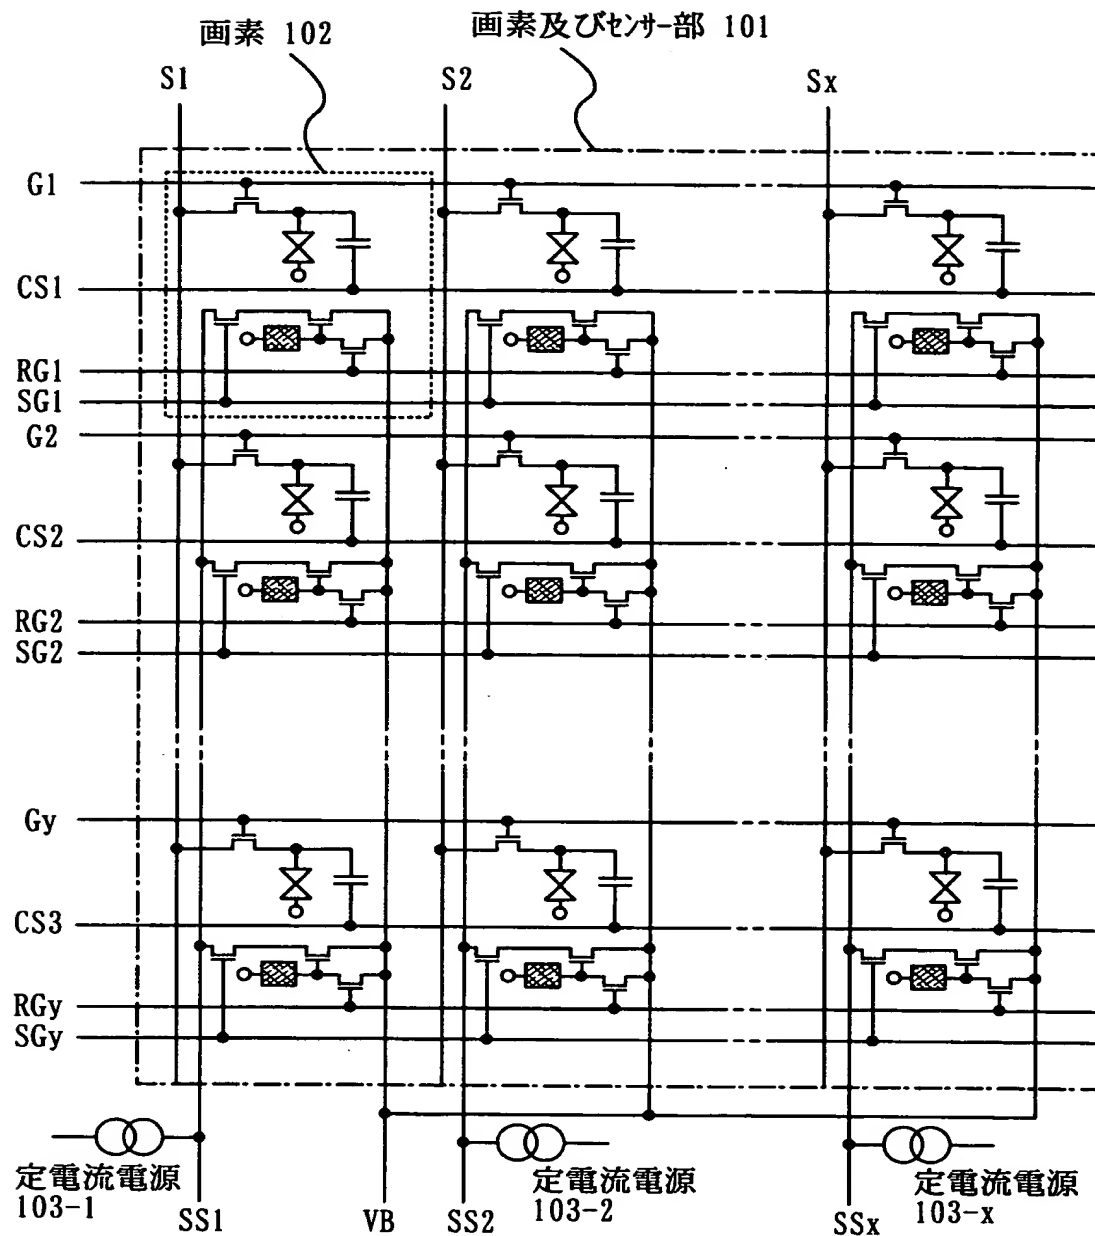 画素 102
画素及びセンサー部 101
S1
S2
Sx
G1
CS1
RG1
SG1
G2
CS2
RG2
SG2
Gy
CS3
RGy
SGy
定電流電源
103-1
定電流電源
103-2
定電流電源
103-x
SS1
VB
SS2
SSx